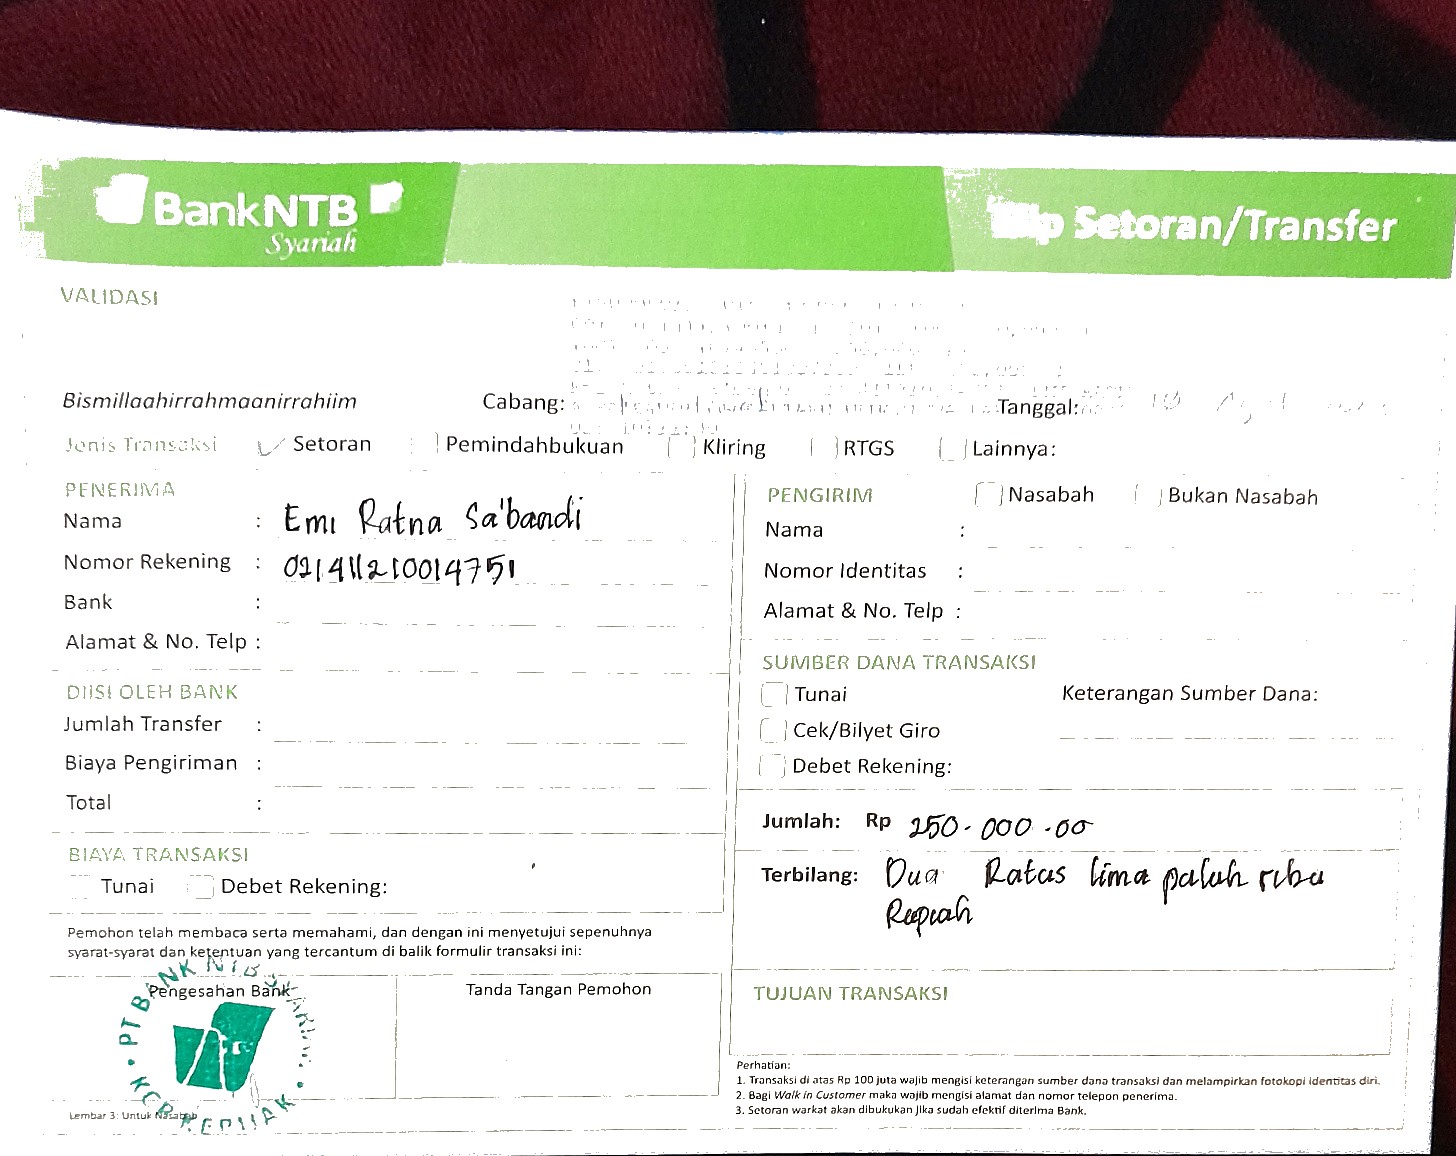 BankNTB
Syariah
Setoran/Transfer
VALIDASI
Bismillaahirrahmaanirrahiim
Cabang:
Tanggal:
Jenis Transaksi Setoran Pemindahbukuan Kliring RTGS Lainnya:
PENERIMA
Nama : Emi Ratna Sa'bandi
Nomor Rekening :
Bank :
Alamat & No. Telp :
PENGIRIM Nasabah Bukan Nasabah
Nama :
Nomor Identitas :
Alamat & No. Telp :
DIISI OLEH BANK
Jumlah Transfer :
Biaya Pengiriman :
Total :
SUMBER DANA TRANSAKSI
Tunai Keterangan Sumber Dana:
Cek/Bilyet Giro
Debet Rekening:
BIAYA TRANSAKSI
Tunai Debet Rekening:
Jumlah: Rp 250.000.00
Terbilang: Dua Ratus lima puluh ribu
Rupiah
Pemohon telah membaca serta memahami, dan dengan ini menyetujui sepenuhnya
syarat-syarat dan ketentuan yang tercantum di balik formulir transaksi ini:
Pengesahan Bank
Tanda Tangan Pemohon
PT BANK NTB SYARIAH
Lembar 3: Untuk Nasabah
TUJUAN TRANSAKSI
Perhatian:
1. Transaksi di atas Rp 100 juta wajib mengisi keterangan sumber dana transaksi dan melampirkan fotokopi identitas diri.
2. Bagi Walk in Customer maka wajib mengisi alamat dan nomor telepon penerima.
3. Setoran warkat akan dibukukan jika sudah efektif diterima Bank.